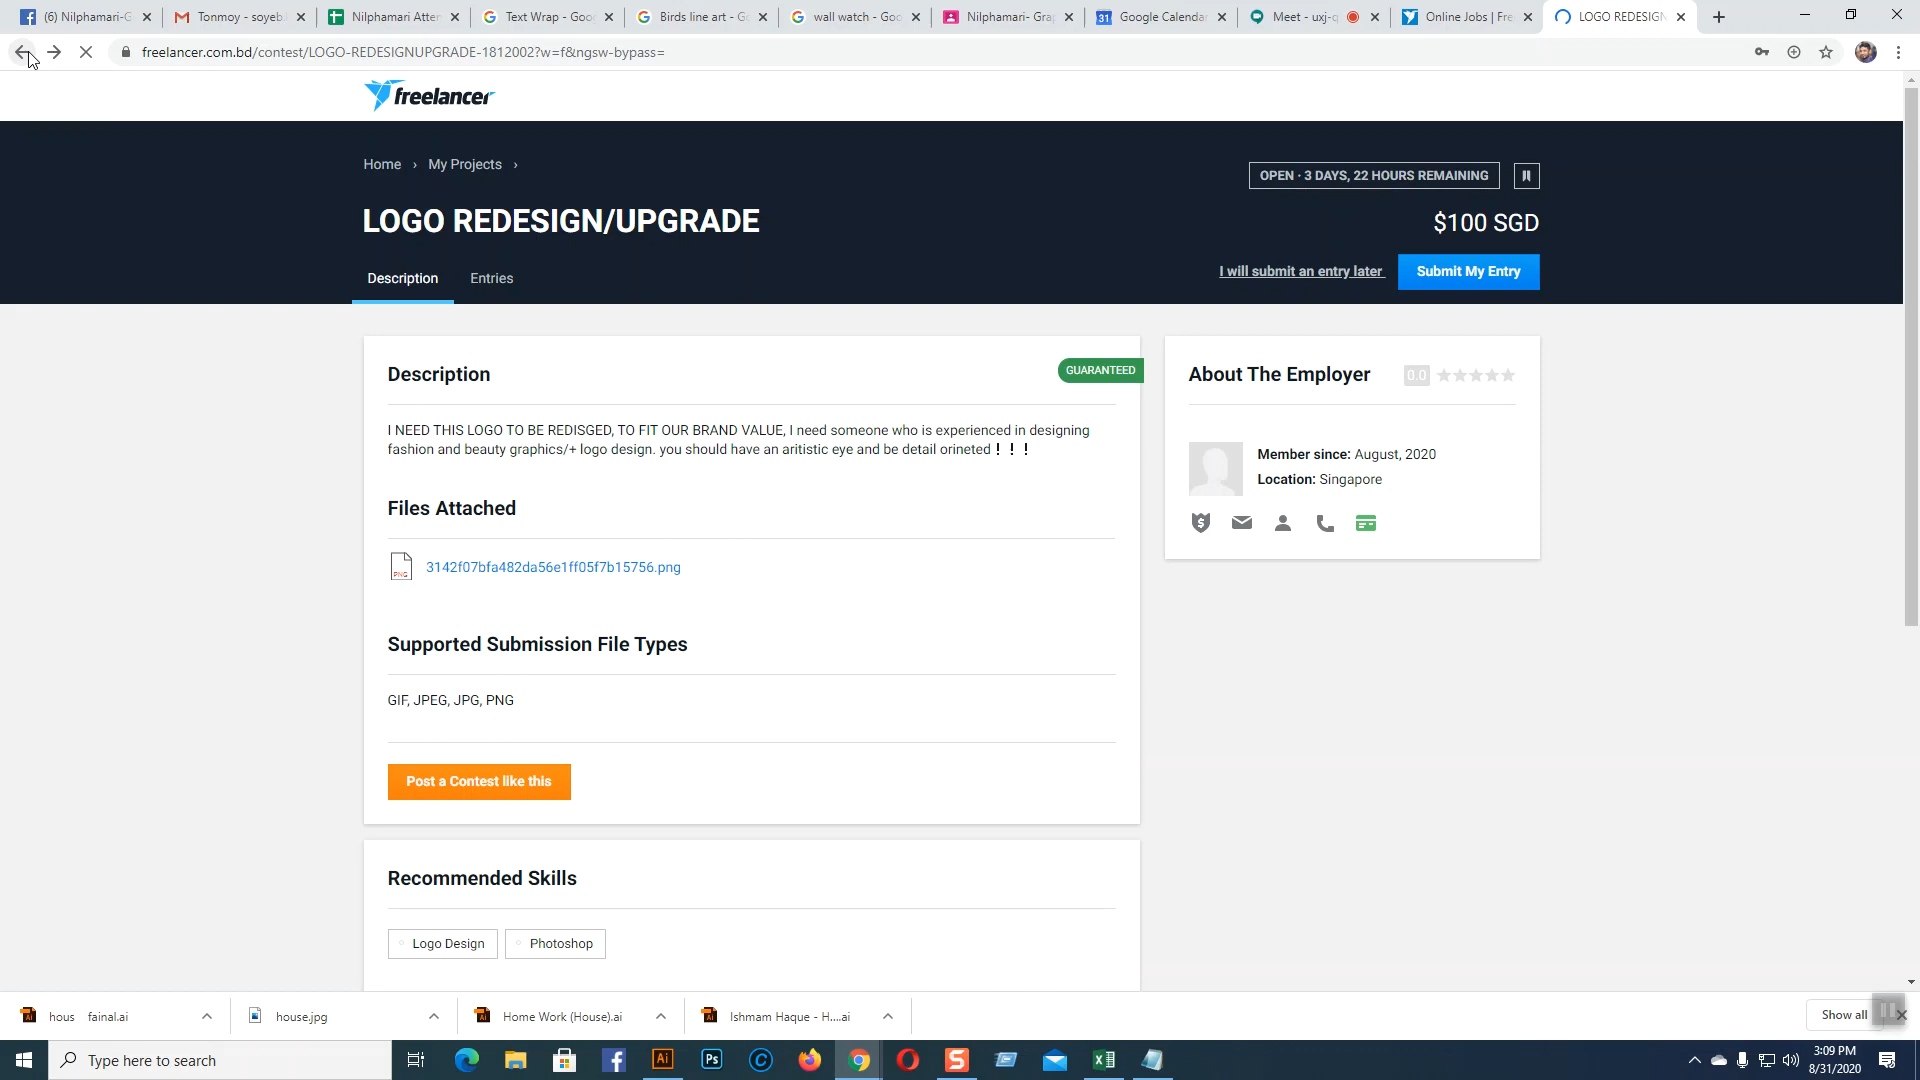 (6) Nilphamari-G
Tonmoy - soyeb.
Nilphamari Atten
Text Wrap - Goo
Birds line art - Go
wall watch - Goo
Nilphamari- Gra
Google Calendar
Meet - uxj-q
Online Jobs | Fre
LOGO REDESIGN
freelancer.com.bd/contest/LOGO-REDESIGNUPGRADE-1812002?w=f&ngsw-bypass=
freelancer
Home › My Projects ›
OPEN · 3 DAYS, 22 HOURS REMAINING
LOGO REDESIGN/UPGRADE
$100 SGD
Description Entries
I will submit an entry later Submit My Entry
Description
GUARANTEED
I NEED THIS LOGO TO BE REDISGED, TO FIT OUR BRAND VALUE, I need someone who is experienced in designing
fashion and beauty graphics/+ logo design. you should have an aritistic eye and be detail orineted！！！
Files Attached
PNG
3142f07bfa482da56e1ff05f7b15756.png
Supported Submission File Types
GIF, JPEG, JPG, PNG
Post a Contest like this
Recommended Skills
Logo Design
Photoshop
About The Employer
0.0
Member since: August, 2020
Location: Singapore
hous fainal.ai
house.jpg
Home Work (House).ai
Ishmam Haque - H....ai
Show all
Type here to search
3:09 PM
8/31/2020